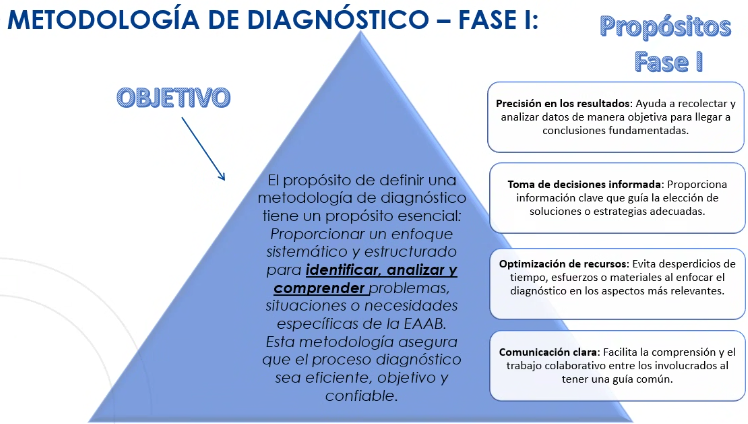 METODOLOGÍA DE DIAGNÓSTICO – FASE I:
Propósitos
Fase I
OBJETIVO
El propósito de definir una
metodología de diagnóstico
tiene un propósito esencial:
Proporcionar un enfoque
sistemático y estructurado
para identificar, analizar y
comprender problemas,
situaciones o necesidades
específicas de la EAAB.
Esta metodología asegura
que el proceso diagnóstico
sea eficiente, objetivo y
confiable.
Precisión en los resultados: Ayuda a recolectar y
analizar datos de manera objetiva para llegar a
conclusiones fundamentadas.
Toma de decisiones informada: Proporciona
información clave que guía la elección de
soluciones o estrategias adecuadas.
Optimización de recursos: Evita desperdicios de
tiempo, esfuerzos o materiales al enfocar el
diagnóstico en los aspectos más relevantes.
Comunicación clara: Facilita la comprensión y el
trabajo colaborativo entre los involucrados al
tener una guía común.